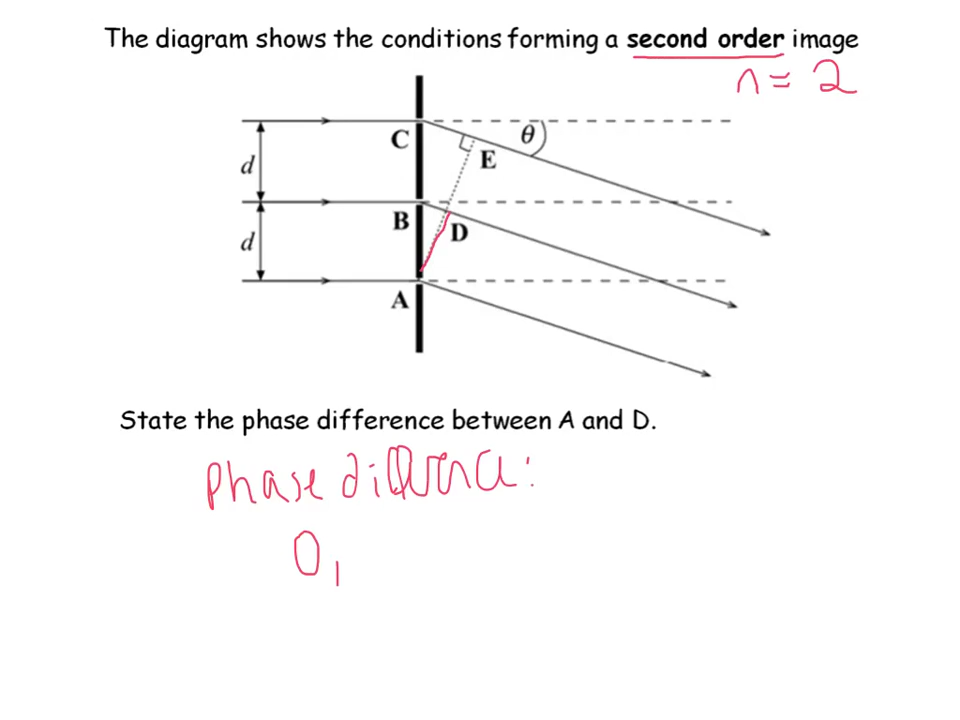 The diagram shows the conditions forming a second order image
n = 2
θ
C
E
d
B
D
d
A
State the phase difference between A and D.
Phase difference:
0,